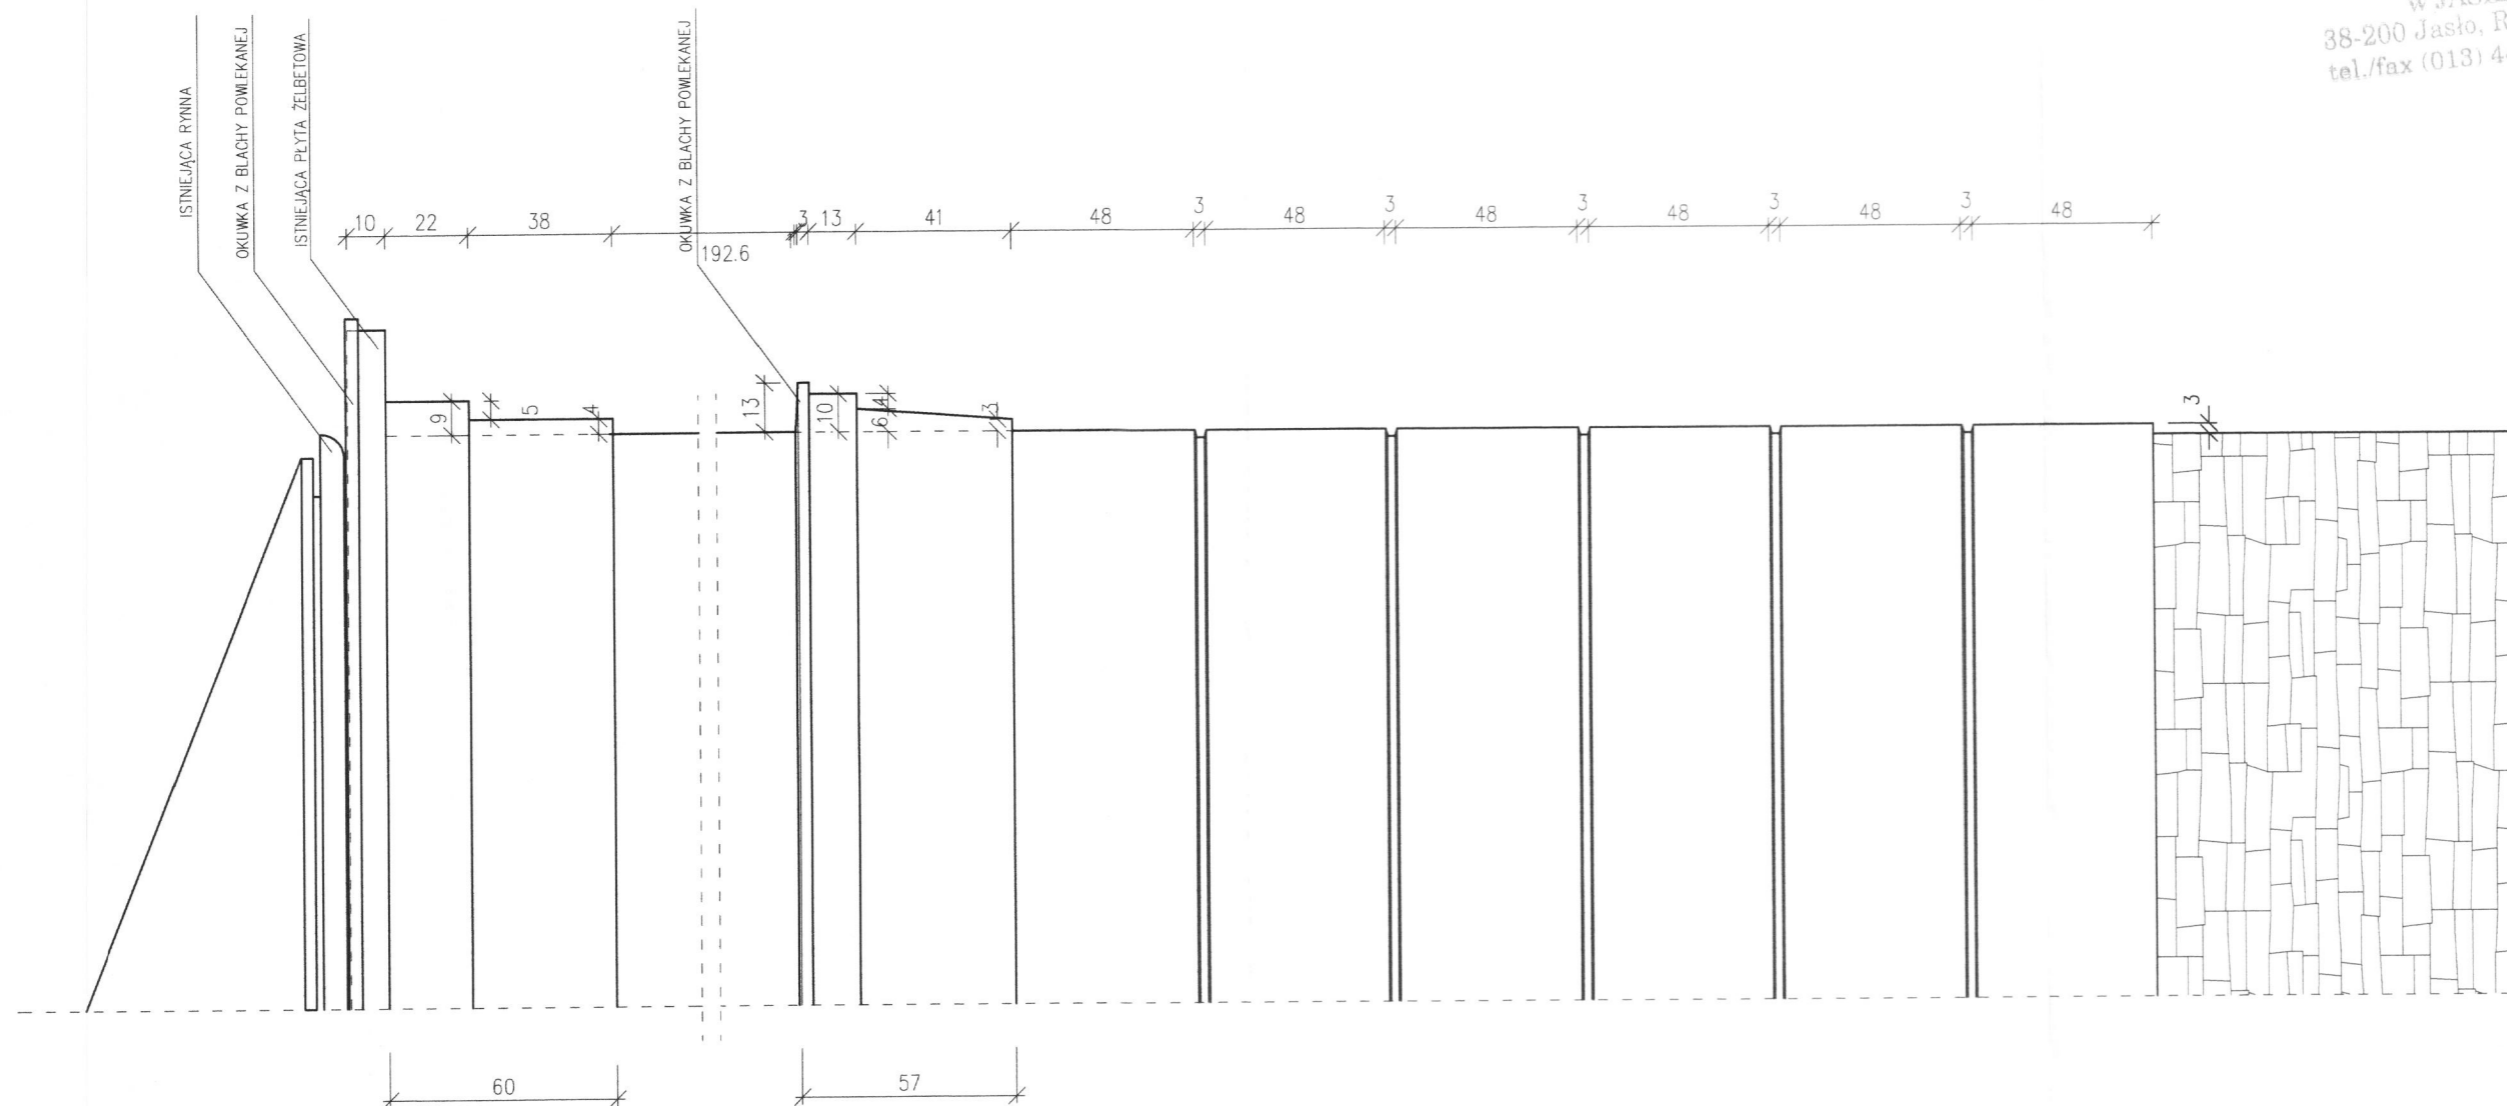 38-200 Jasło, R
tel./fax (013) 4
ISTNIEJĄCA RYNNA
OKUWKA Z BLACHY POWLEKANEJ
ISTNIEJĄCA PŁYTA ŻELBETOWA
OKUWKA Z BLACHY POWLEKANEJ
10 22 38 192.6 3 13 41 48 3 48 3 48 3 48 3 48 3 48
9 5 4 13 10 4 6 3 3
60 57